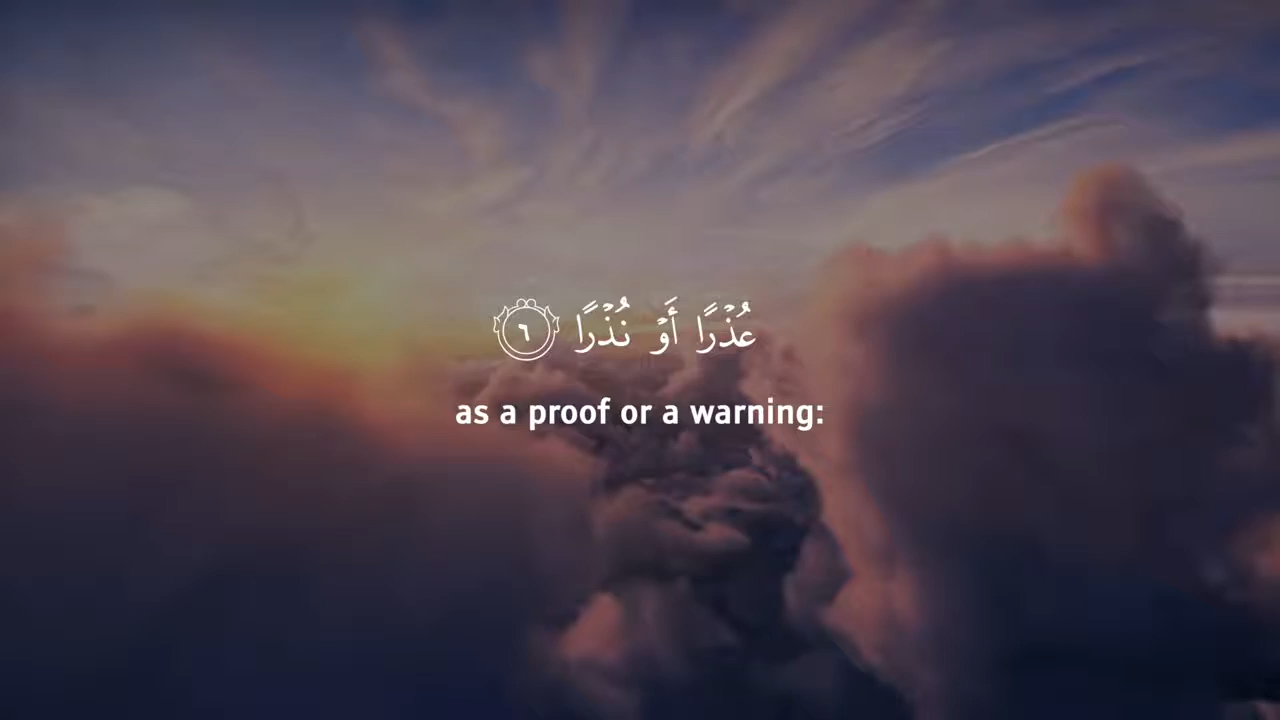 عُذْرًا أَوْ نُذْرًا ٦
as a proof or a warning: